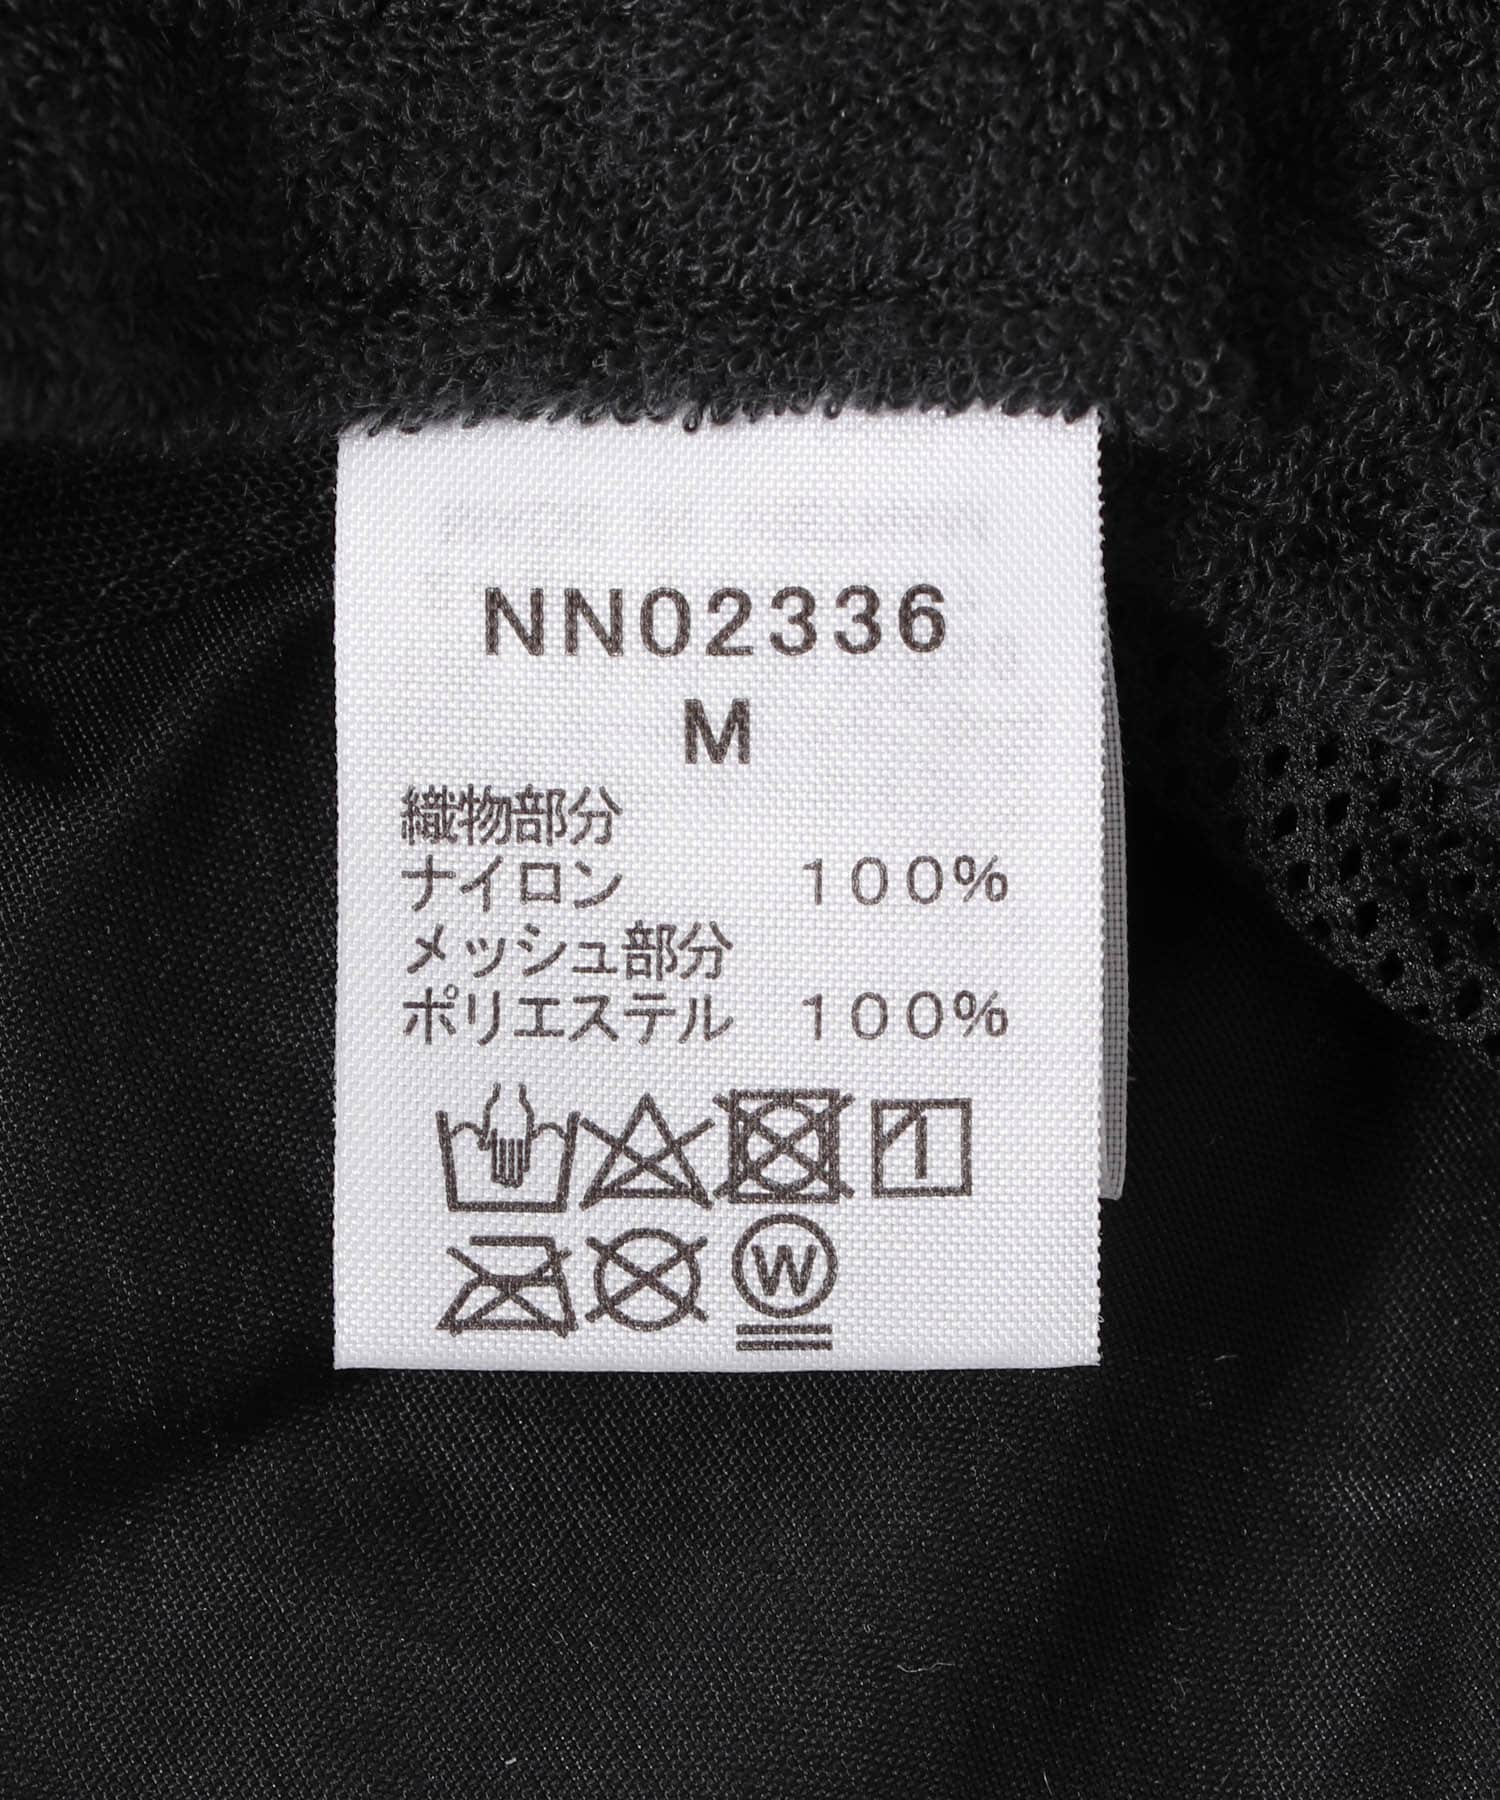 NN02336
M
織物部分
ナイロン 100%
メッシュ部分
ポリエステル 100%
W